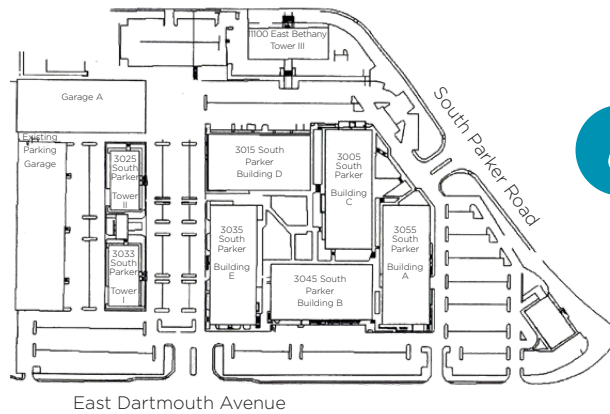 11100 East Bethany
Tower III
Garage A
South Parker Road
Existing
Parking
Garage
3025
South
Parker
Tower
II
3015 South
Parker
Building D
3005
South
Parker
Building
C
3035
South
Parker
Building
E
3055
South
Parker
Building
A
3033
South
Parker
Tower
I
3045 South
Parker
Building B
East Dartmouth Avenue